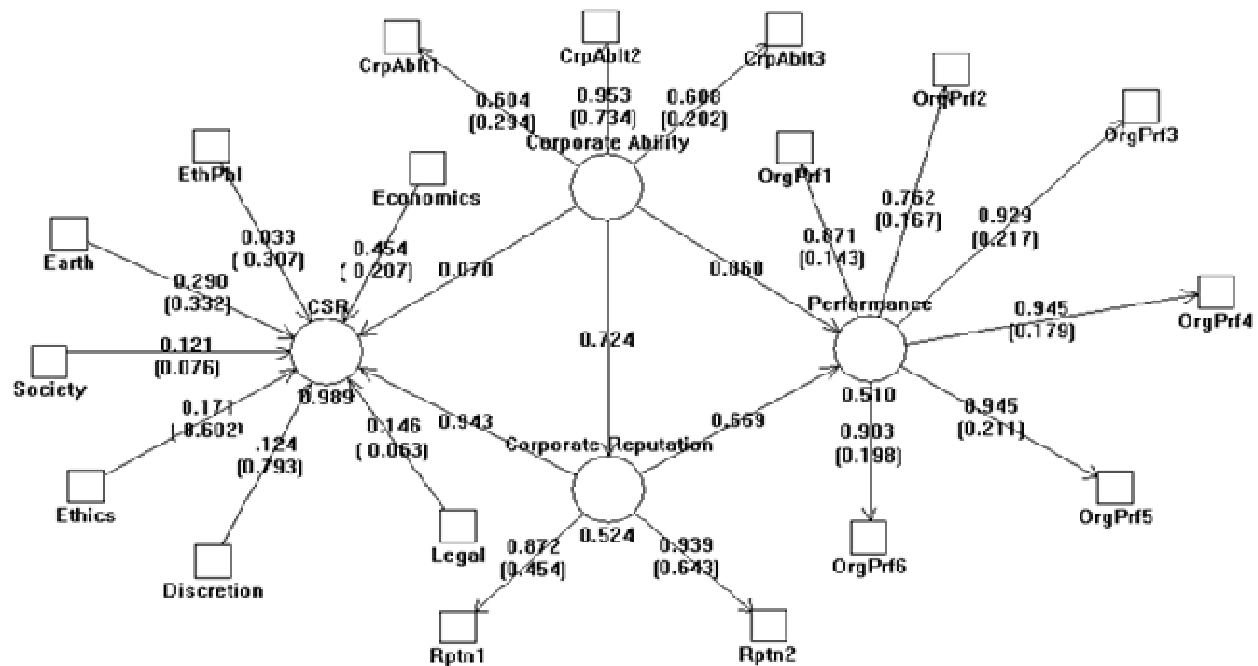 CrpAblt1
CrpAblt2
CrpAblt3
0.604
(0.294)
0.953
(0.734)
0.608
(0.202)
Corporate Ability
OrgPrf2
OrgPrf3
OrgPrf1
EthPhl
Economics
0.762
(0.167)
0.929
(0.217)
0.871
(0.143)
Earth
0.033
( 0.307)
0.454
( 0.207)
0.290
(0.332)
0.070
0.060
CSR
Performance
0.945
(0.179)
OrgPrf4
0.724
Society
0.121
(0.076)
0.989
0.510
0.171
( 0.602)
.124
(0.793)
0.146
( 0.063)
0.943
0.659
0.903
(0.198)
0.945
(0.211)
Corporate Reputation
Ethics
Discretion
Legal
0.524
OrgPrf5
OrgPrf6
0.872
(0.454)
0.939
(0.643)
Rptn1
Rptn2